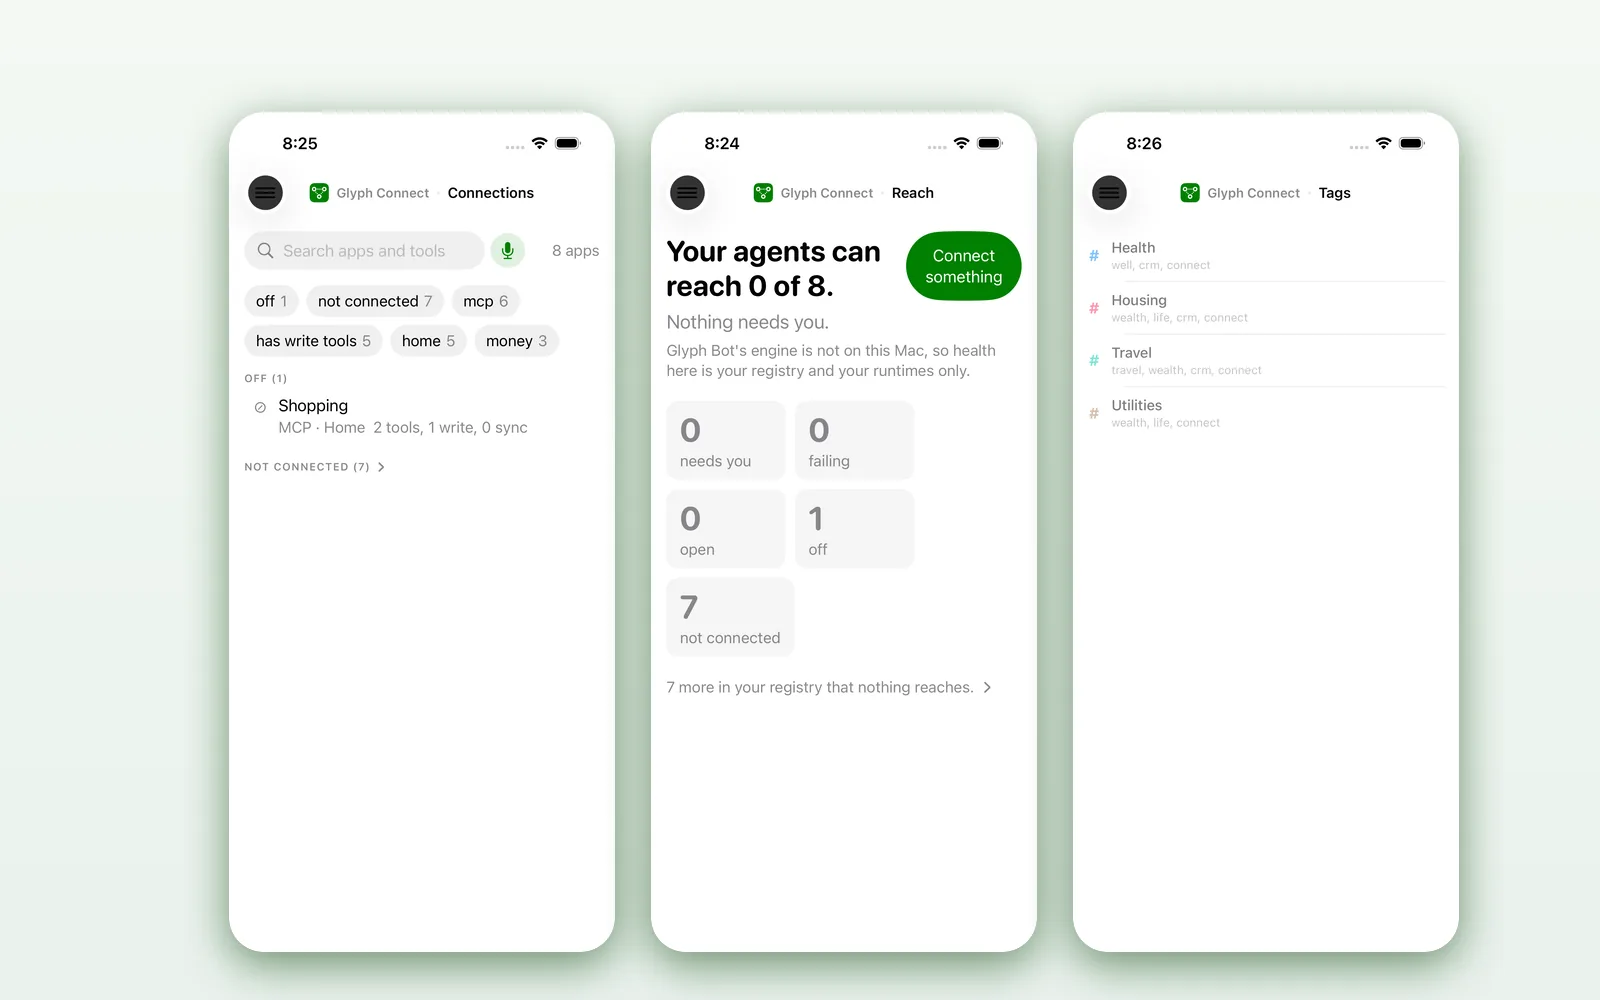 8:25
Glyph Connect · Connections
Search apps and tools
8 apps
off 1
not connected 7
mcp 6
has write tools 5
home 5
money 3
OFF (1)
Shopping
MCP · Home 2 tools, 1 write, 0 sync
NOT CONNECTED (7)
8:24
Glyph Connect · Reach
Your agents can
reach 0 of 8.
Connect
something
Nothing needs you.
Glyph Bot's engine is not on this Mac, so health
here is your registry and your runtimes only.
0
needs you
0
failing
0
open
1
off
7
not connected
7 more in your registry that nothing reaches.
8:26
Glyph Connect · Tags
# Health
well, crm, connect
# Housing
wealth, life, crm, connect
# Travel
travel, wealth, crm, connect
# Utilities
wealth, life, connect